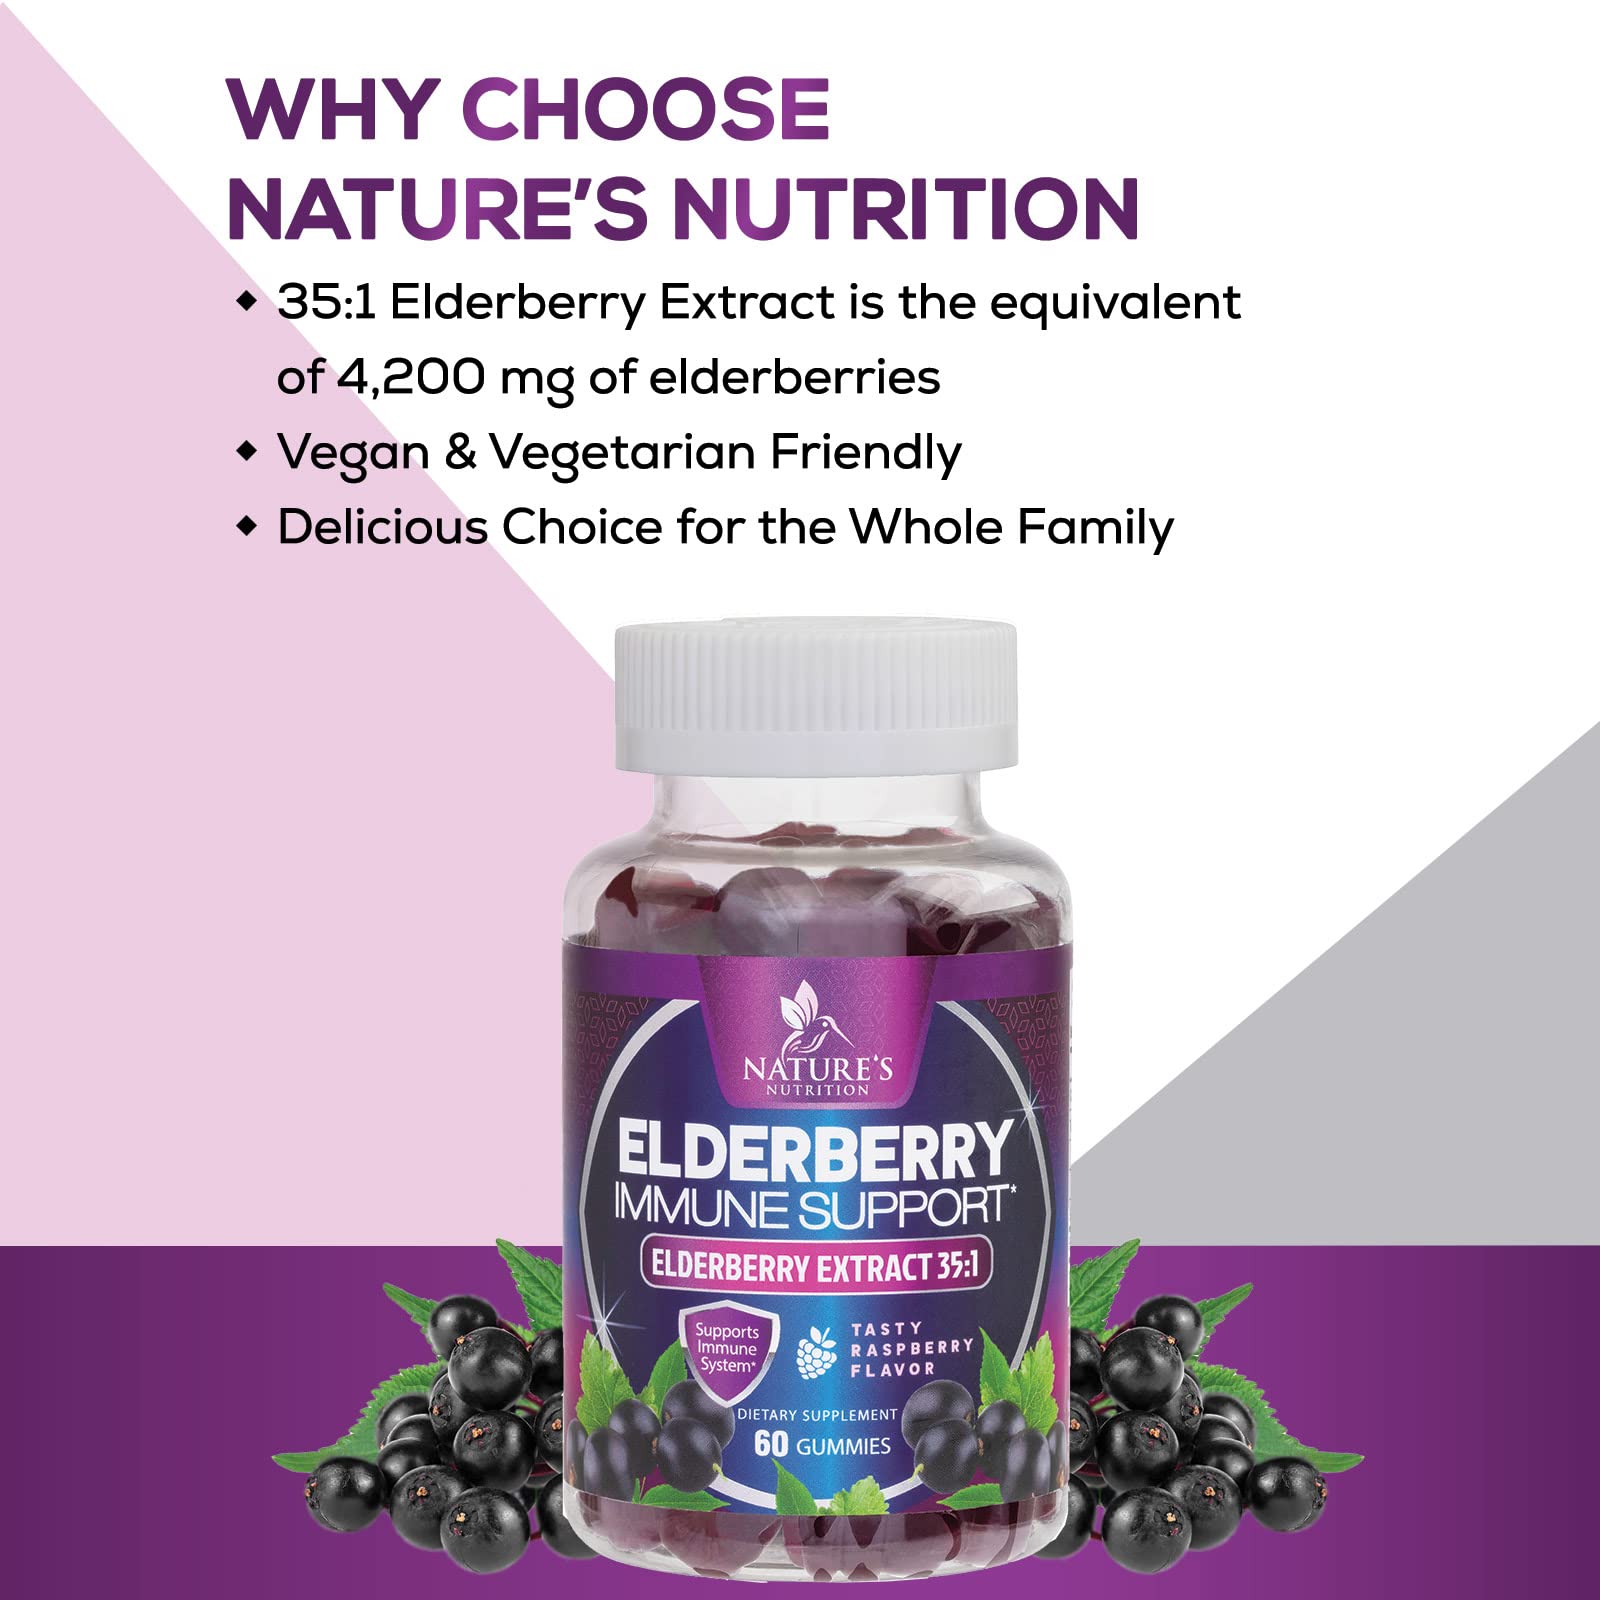 WHY CHOOSE
NATURE'S NUTRITION
35:1 Elderberry Extract is the equivalent
of 4,200 mg of elderberries
Vegan & Vegetarian Friendly
Delicious Choice for the Whole Family
NATURE'S
NUTRITION
ELDERBERRY
IMMUNE SUPPORT*
ELDERBERRY EXTRACT 35:1
Supports
Immune
System*
TASTY
RASPBERRY
FLAVOR
DIETARY SUPPLEMENT
60 GUMMIES